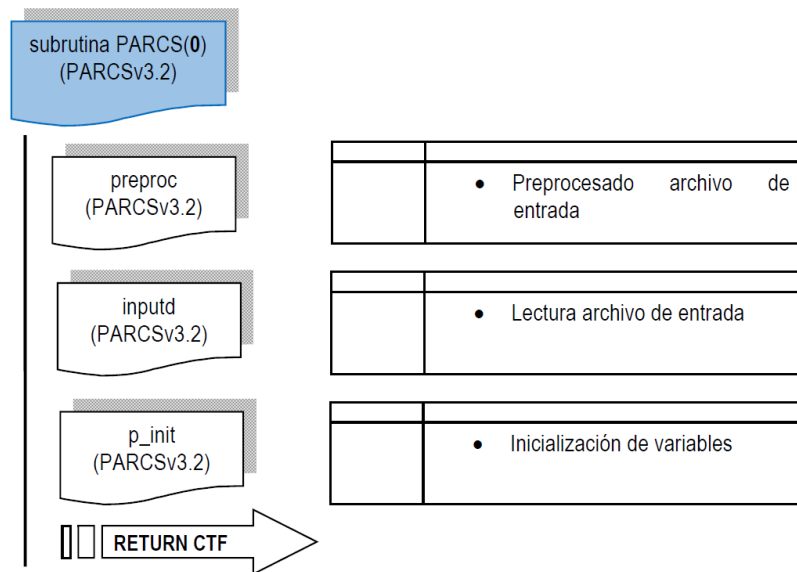 subrutina PARCS(0)
(PARCSv3.2)
preproc
(PARCSv3.2)
• Preprocesado archivo de
entrada
inputd
(PARCSv3.2)
• Lectura archivo de entrada
p_init
(PARCSv3.2)
• Inicialización de variables
RETURN CTF